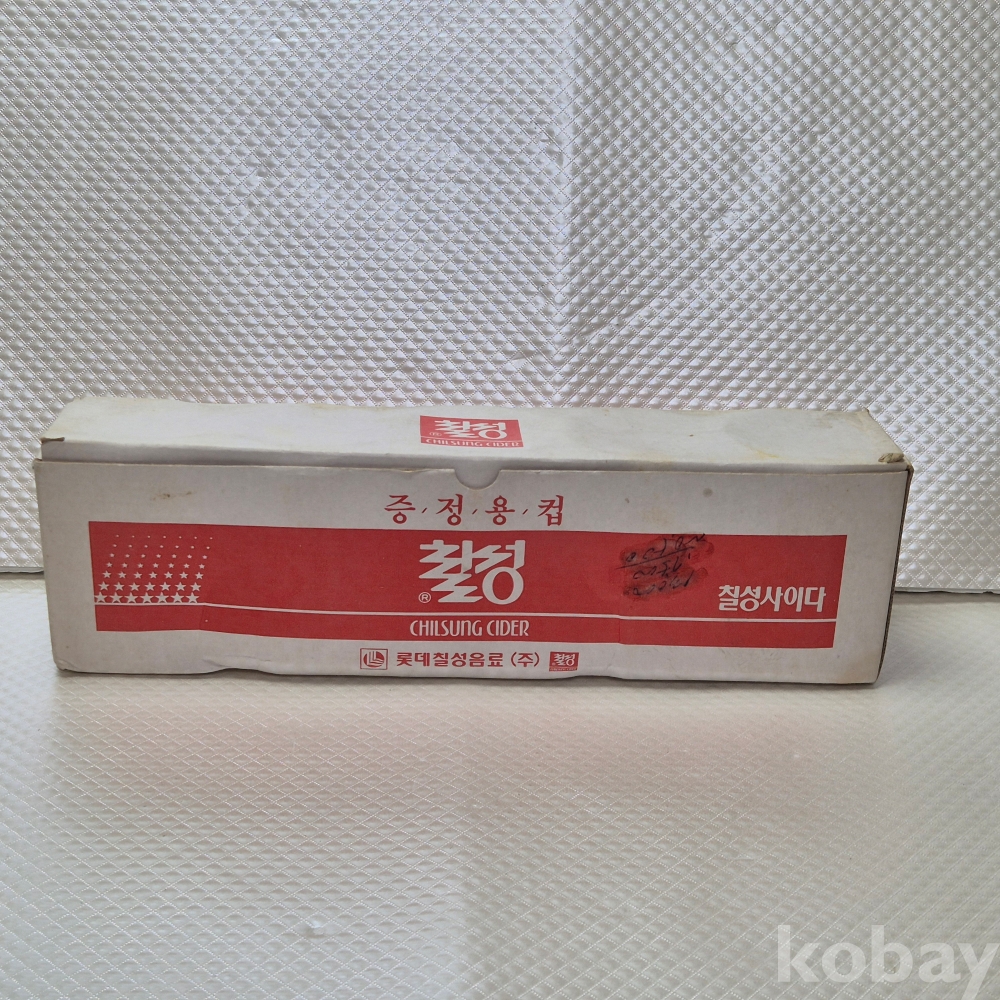 칠성
® CHILSUNG CIDER
증·정·용·컵
칠성
®
칠성사이다
CHILSUNG CIDER
롯데칠성음료 (주) 칠성
kobay